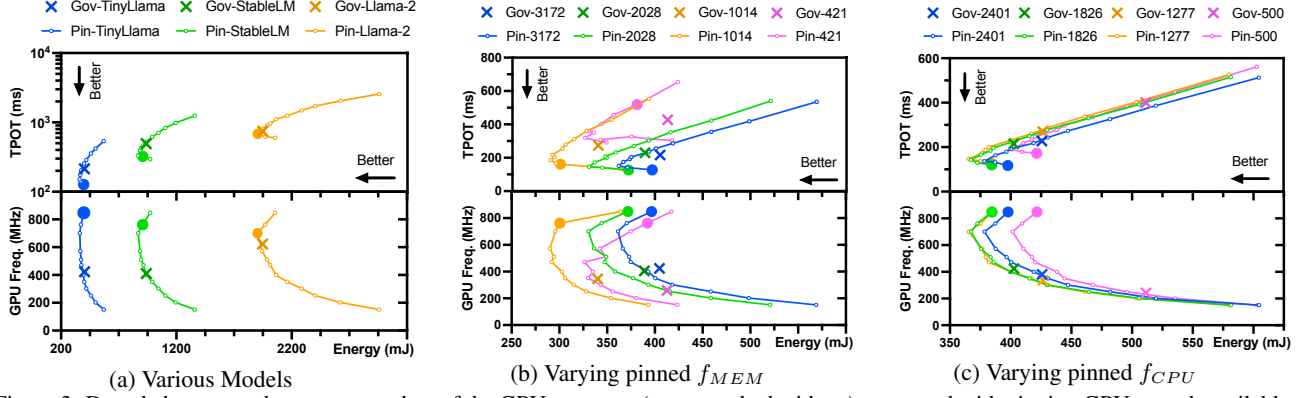 Gov-TinyLlama Gov-StableLM Gov-Llama-2
Pin-TinyLlama Pin-StableLM Pin-Llama-2
10^4
10^3
10^2
TPOT (ms)
Better
Better
800
600
400
200
0
GPU Freq. (MHz)
200 1200 2200 Energy (mJ)
(a) Various Models
Gov-3172 Gov-2028 Gov-1014 Gov-421
Pin-3172 Pin-2028 Pin-1014 Pin-421
800
600
400
200
0
TPOT (ms)
Better
Better
800
600
400
200
0
GPU Freq. (MHz)
250 300 350 400 450 500 Energy (mJ)
(b) Varying pinned f_MEM
Gov-2401 Gov-1826 Gov-1277 Gov-500
Pin-2401 Pin-1826 Pin-1277 Pin-500
600
400
200
0
TPOT (ms)
Better
Better
800
600
400
200
0
GPU Freq. (MHz)
350 400 450 500 550 Energy (mJ)
(c) Varying pinned f_CPU